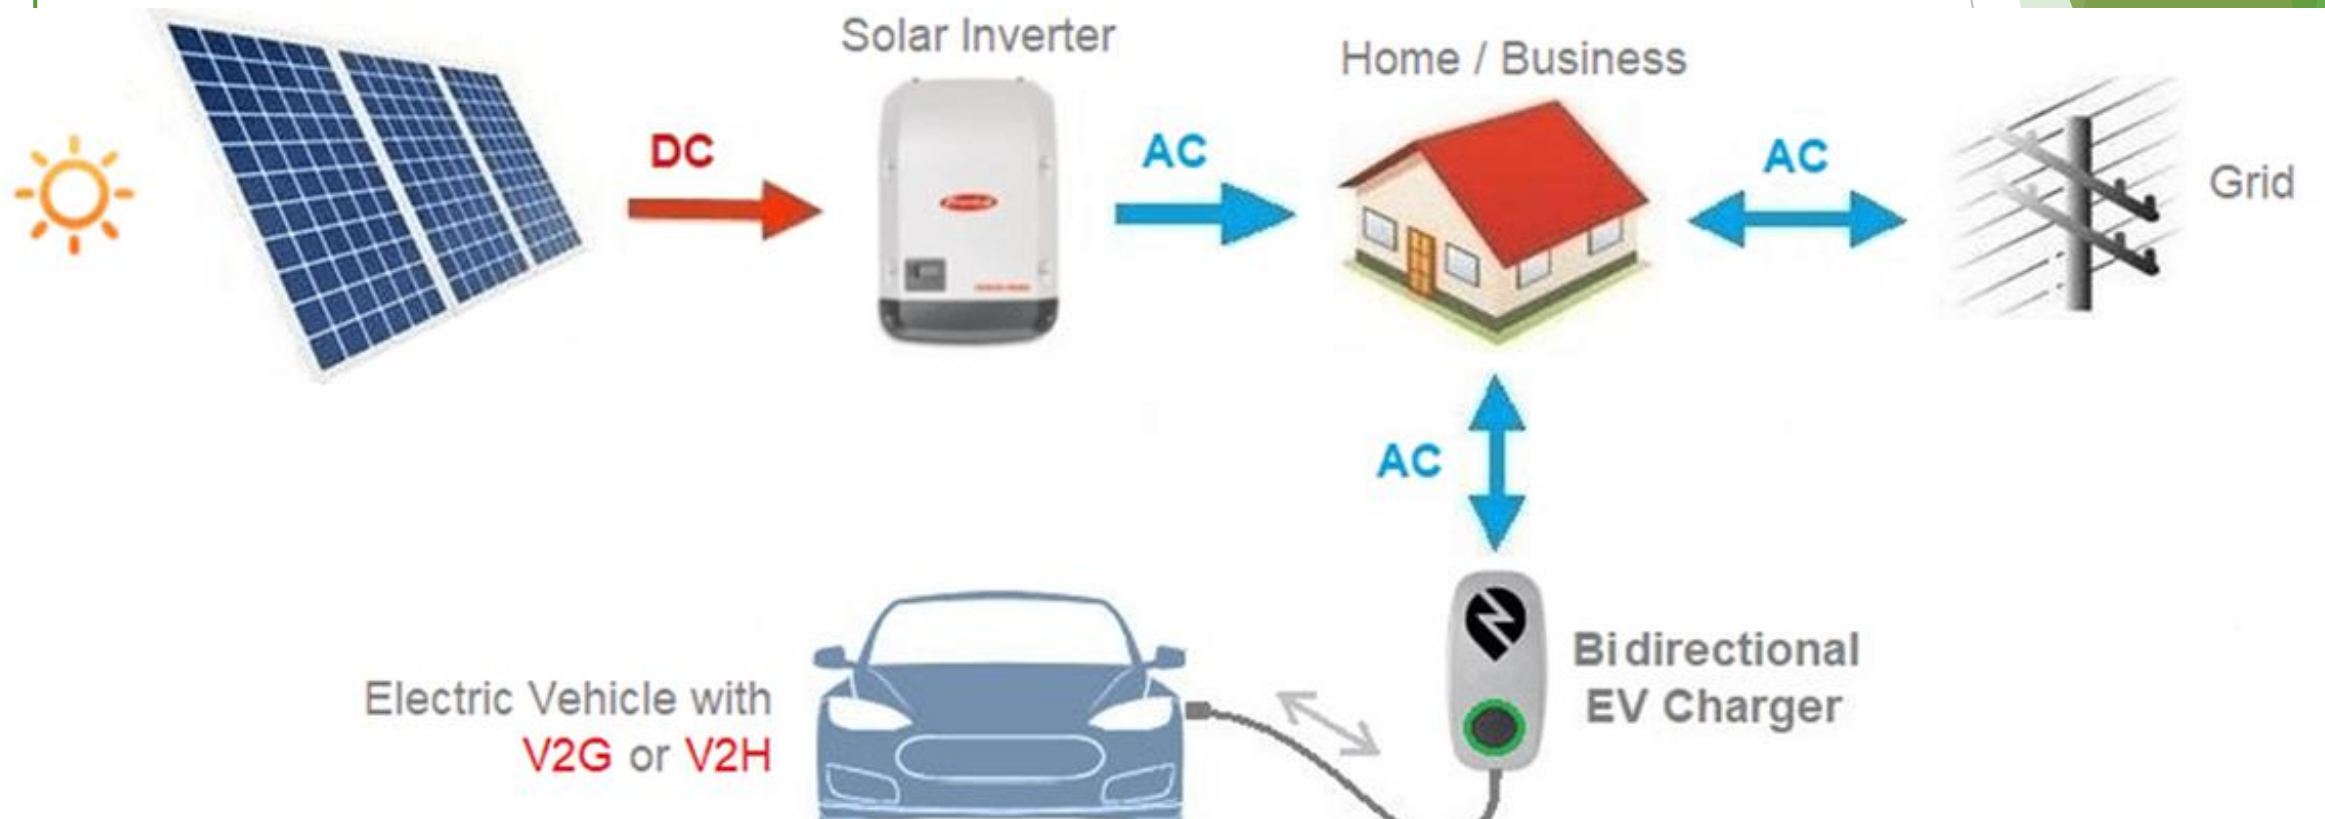 Solar Inverter
Home / Business
DC
AC
AC
Grid
AC
Bidirectional
EV Charger
Electric Vehicle with
V2G or V2H